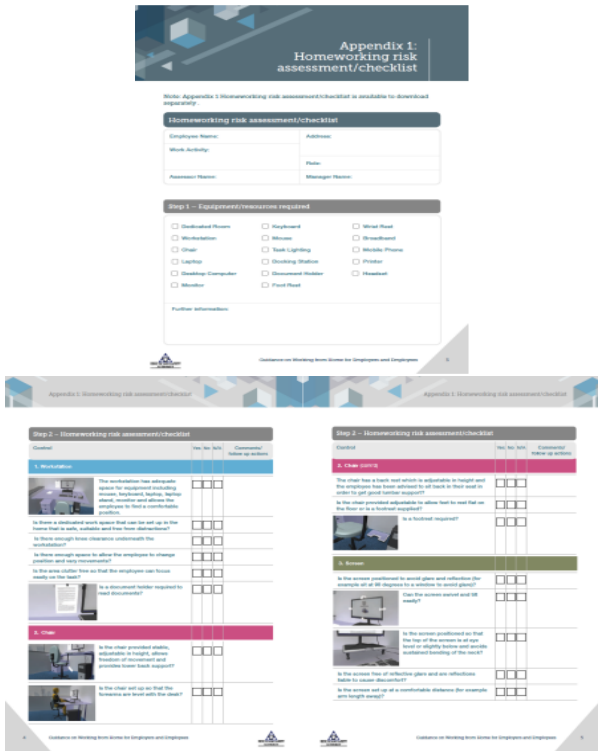 Appendix 1:
Homeworking risk
assessment/checklist
Note: Appendix 1 Homeworking risk assessment/checklist is available to download
separately.
Homeworking risk assessment/checklist
Employee Name:
Address:
Work Activity:
Date:
Assessor Name:
Manager Name:
Step 1 – Equipment/resources required
Dedicated Room
Keyboard
Wrist Rest
Workstation
Mouse
Broadband
Chair
Task Lighting
Mobile Phone
Laptop
Docking Station
Printer
Desktop Computer
Document Holder
Headset
Monitor
Foot Rest
Further information:
Guidance on Working from Home for Employers and Employees
Appendix 1: Homeworking risk assessment/checklist
Step 2 – Homeworking risk assessment/checklist
Control
Yes No N/A
Comments/
follow up actions
1. Workstation
The workstation has adequate
space for equipment including
mouse, keyboard, laptop, laptop
stand, monitor and allows the
employee to find a comfortable
position.
Is there a dedicated work space that can be set up in the
home that is safe, suitable and free from distractions?
Is there enough knee clearance underneath the
workstation?
Is there enough space to allow the employee to change
position and vary movements?
Is the area clutter free so that the employee can focus
easily on the task?
Is a document holder required to
read documents?
2. Chair
Is the chair provided stable,
adjustable in height, allows
freedom of movement and
provides lower back support?
Is the chair set up so that the
forearms are level with the desk?
Guidance on Working from Home for Employers and Employees
Appendix 1: Homeworking risk assessment/checklist
Step 2 – Homeworking risk assessment/checklist
Control
Yes No N/A
Comments/
follow up actions
2. Chair (cont'd)
The chair has a back rest which is adjustable in height and
the employee has been advised to sit back in their seat in
order to get good lumbar support?
Is the chair provided adjustable to allow feet to rest flat on
the floor or is a footrest supplied?
Is a footrest required?
3. Screen
Is the screen positioned to avoid glare and reflection (for
example sit at 90 degrees to a window to avoid glare)?
Can the screen swivel and tilt
easily?
Is the screen positioned so that
the top of the screen is at eye
level or slightly below and avoids
sustained bending of the neck?
Is the screen free of reflective glare and are reflections
liable to cause discomfort?
Is the screen set up at a comfortable distance (for example
arm length away)?
Guidance on Working from Home for Employers and Employees